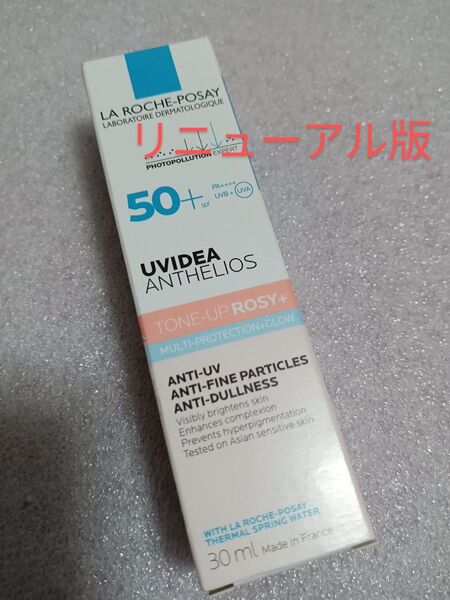 LA ROCHE-POSAY
LABORATOIRE DERMATOLOGIQUE
リニューアル版
PHOTOPOLLUTION EXPERT
50+ spf
PA++++
UVB+ UVA
UVIDEA
ANTHELIOS
TONE-UP ROSY+
MULTI-PROTECTION+GLOW
ANTI-UV
ANTI-FINE PARTICLES
ANTI-DULLNESS
Visibly brightens skin
Enhances complexion
Prevents hyperpigmentation
Tested on Asian sensitive skin
WITH LA ROCHE-POSAY
THERMAL SPRING WATER
30 ml Made in France